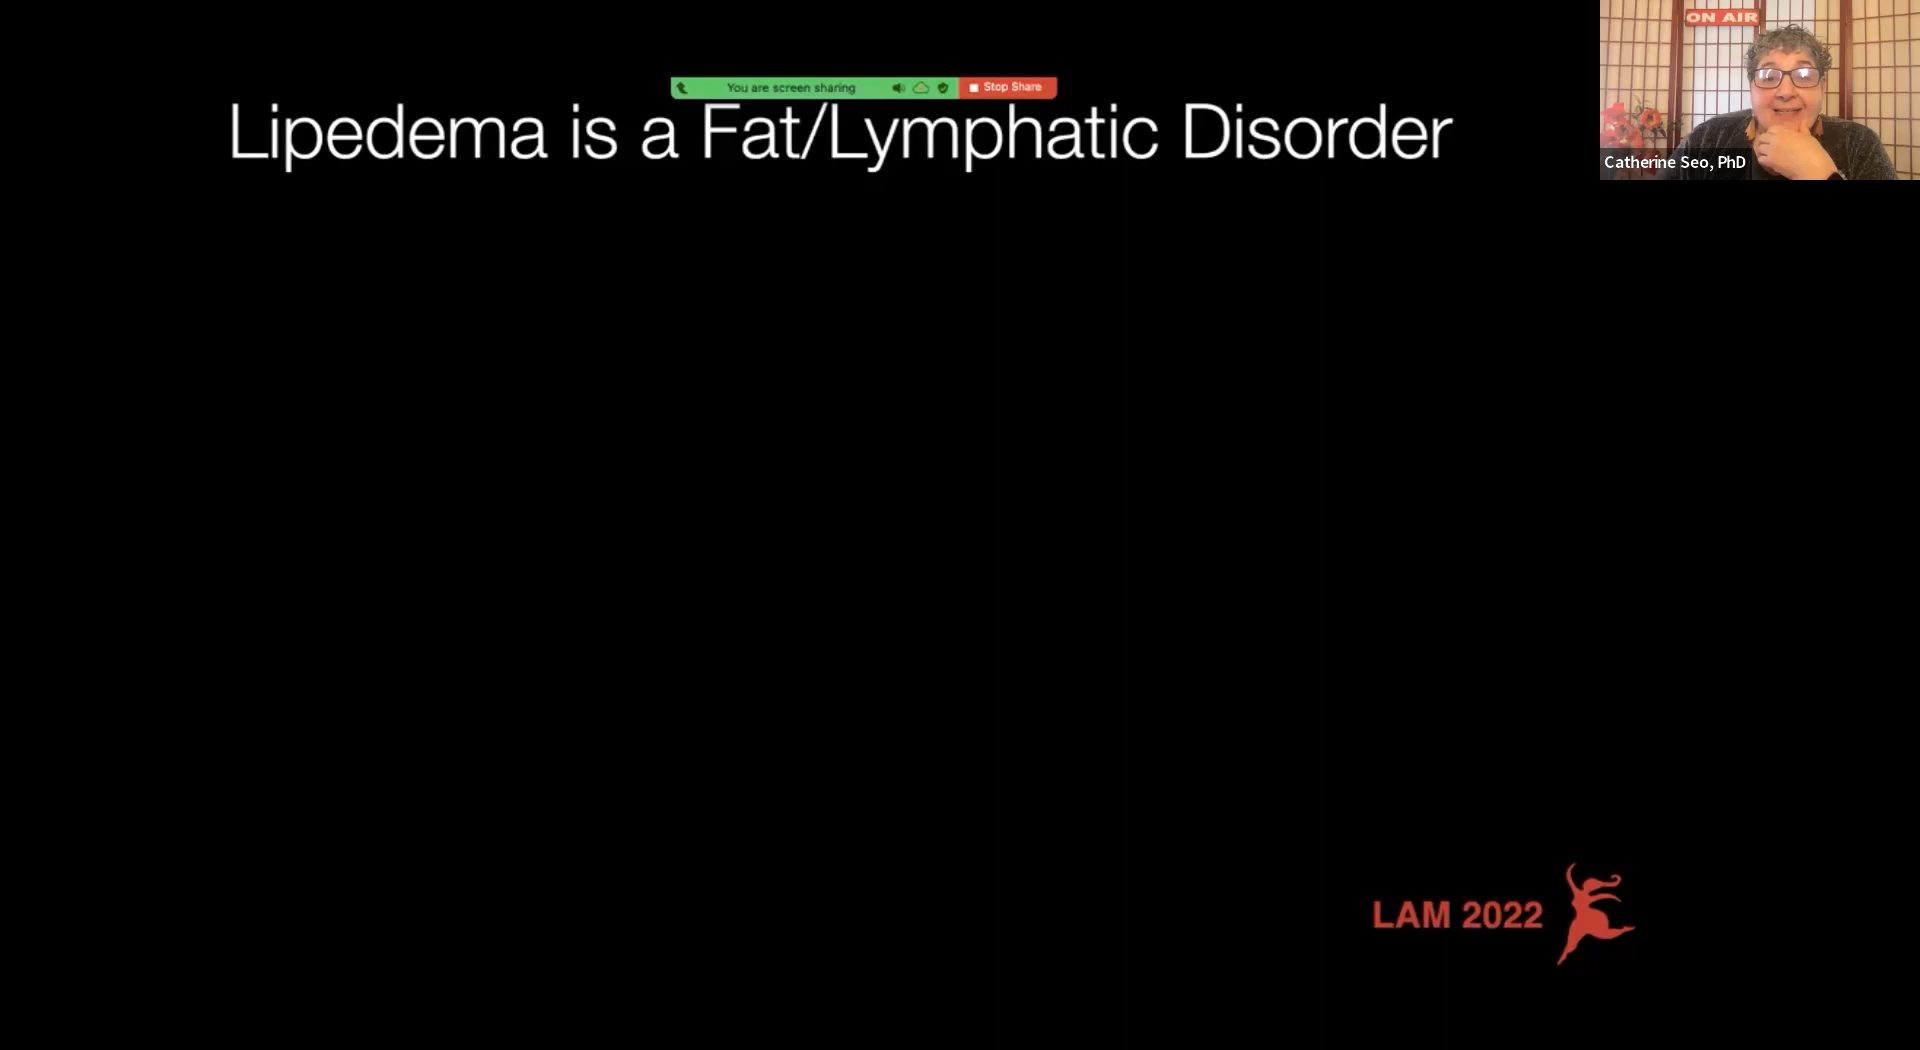 ON AIR
You are screen sharing
Stop Share
Lipedema is a Fat/Lymphatic Disorder
Catherine Seo, PhD
LAM 2022